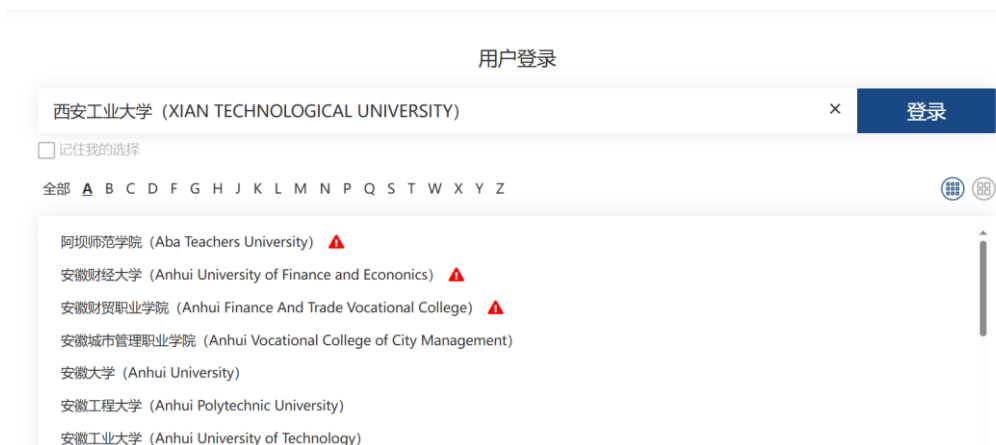 用户登录
西安工业大学（XIAN TECHNOLOGICAL UNIVERSITY） × 登录
记住我的选择
全部 A B C D F G H J K L M N P Q S T W X Y Z
阿坝师范学院（Aba Teachers University）
安徽财经大学（Anhui University of Finance and Econonics）
安徽财贸职业学院（Anhui Finance And Trade Vocational College）
安徽城市管理职业学院（Anhui Vocational College of City Management）
安徽大学（Anhui University）
安徽工程大学（Anhui Polytechnic University）
安徽工业大学（Anhui University of Technology）